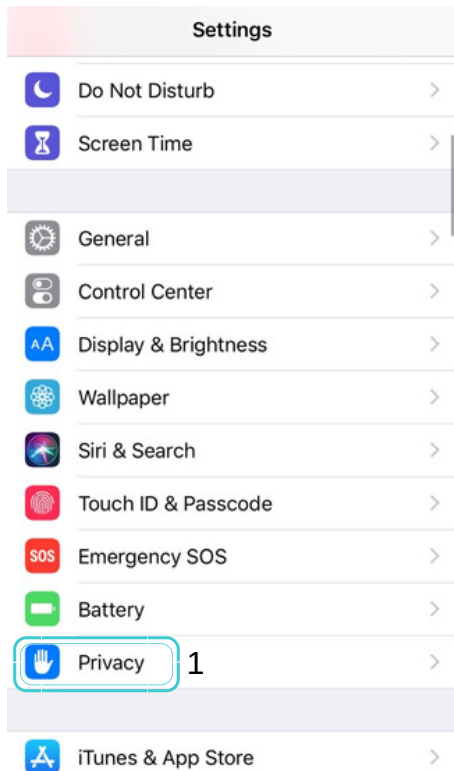 Settings
Do Not Disturb
Screen Time
General
Control Center
AA Display & Brightness
Wallpaper
Siri & Search
Touch ID & Passcode
SOS Emergency SOS
Battery
Privacy 1
iTunes & App Store